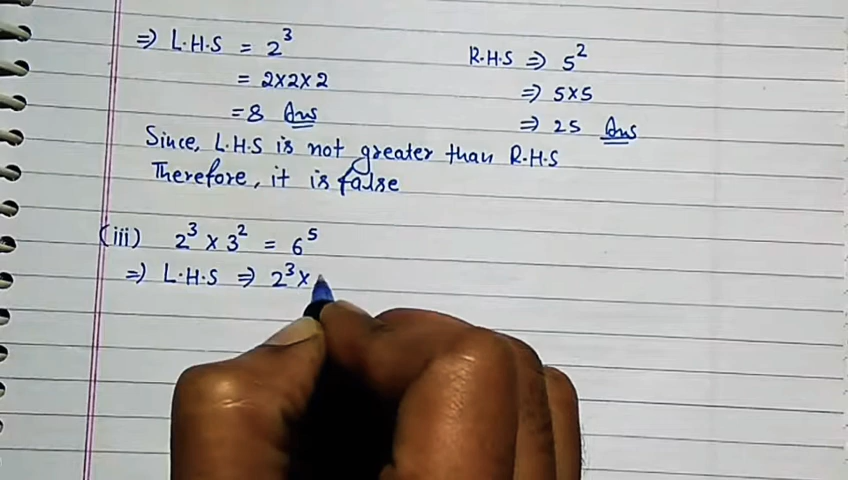 ⇒ L.H.S = 2³ R.H.S ⇒ 5²
= 2×2×2 ⇒ 5×5
= 8 Ans ⇒ 25 Ans
Since, L.H.S is not greater than R.H.S
Therefore, it is false
(iii) 2³ × 3² = 6⁵
⇒ L.H.S ⇒ 2³ ×